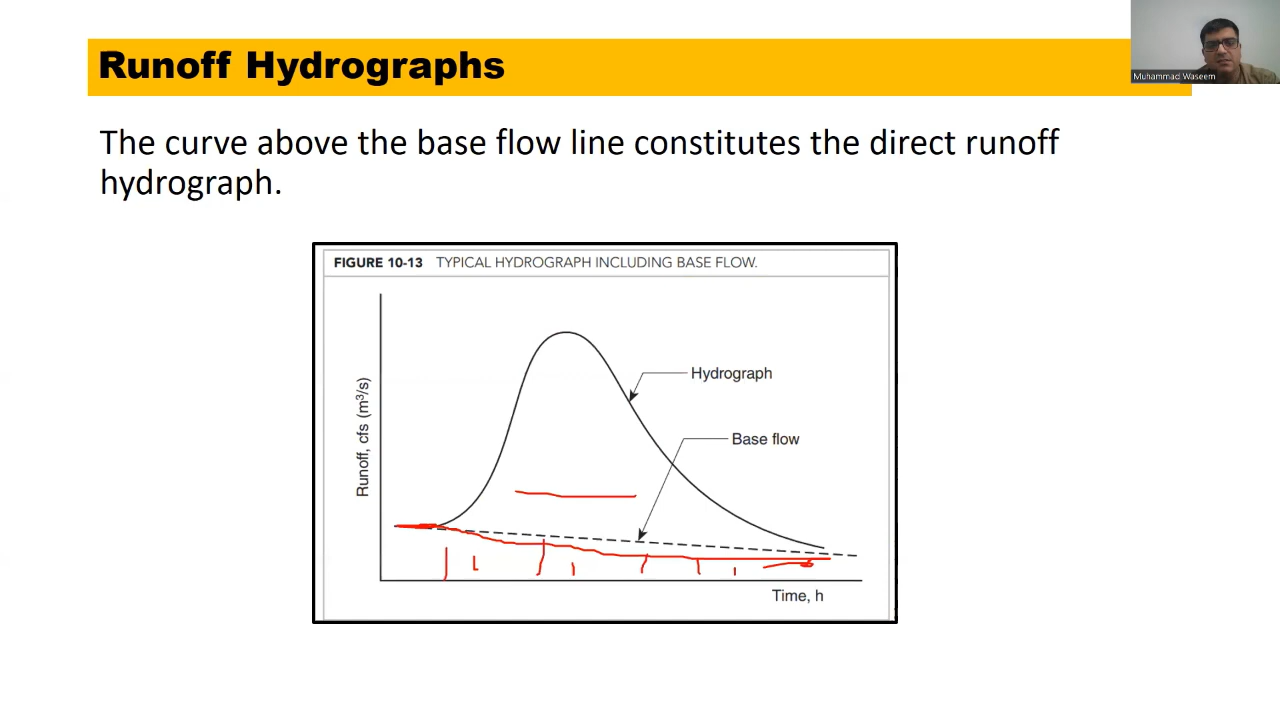 Runoff Hydrographs
Muhammad Waseem
The curve above the base flow line constitutes the direct runoff
hydrograph.
FIGURE 10-13 TYPICAL HYDROGRAPH INCLUDING BASE FLOW.
Runoff, cfs (m³/s)
Hydrograph
Base flow
Time, h